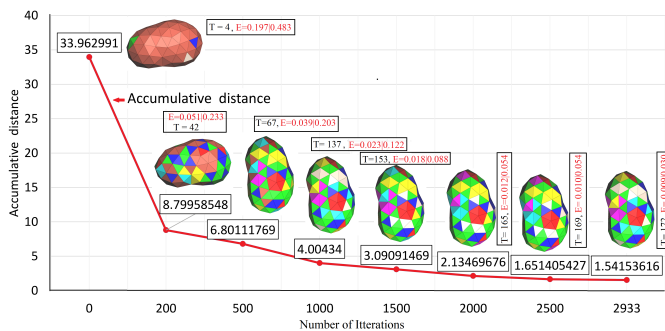 40
35
30
25
20
15
10
5
0
Accumulative distance
33.962991
T = 4 , E=0.197|0.483
Accumulative distance
E=0.051|0.233
T = 42
T=67, E=0.039|0.203
T = 137 , E=0.023|0.122
T=153, E=0.018|0.088
T= 165, E=0.012|0.054
T= 169, E= 0.010|0.054
8.79958548
6.80111769
4.00434
3.09091469
2.13469676
1.651405427
1.54153616
0 200 500 1000 1500 2000 2500 2933
Number of Itterations